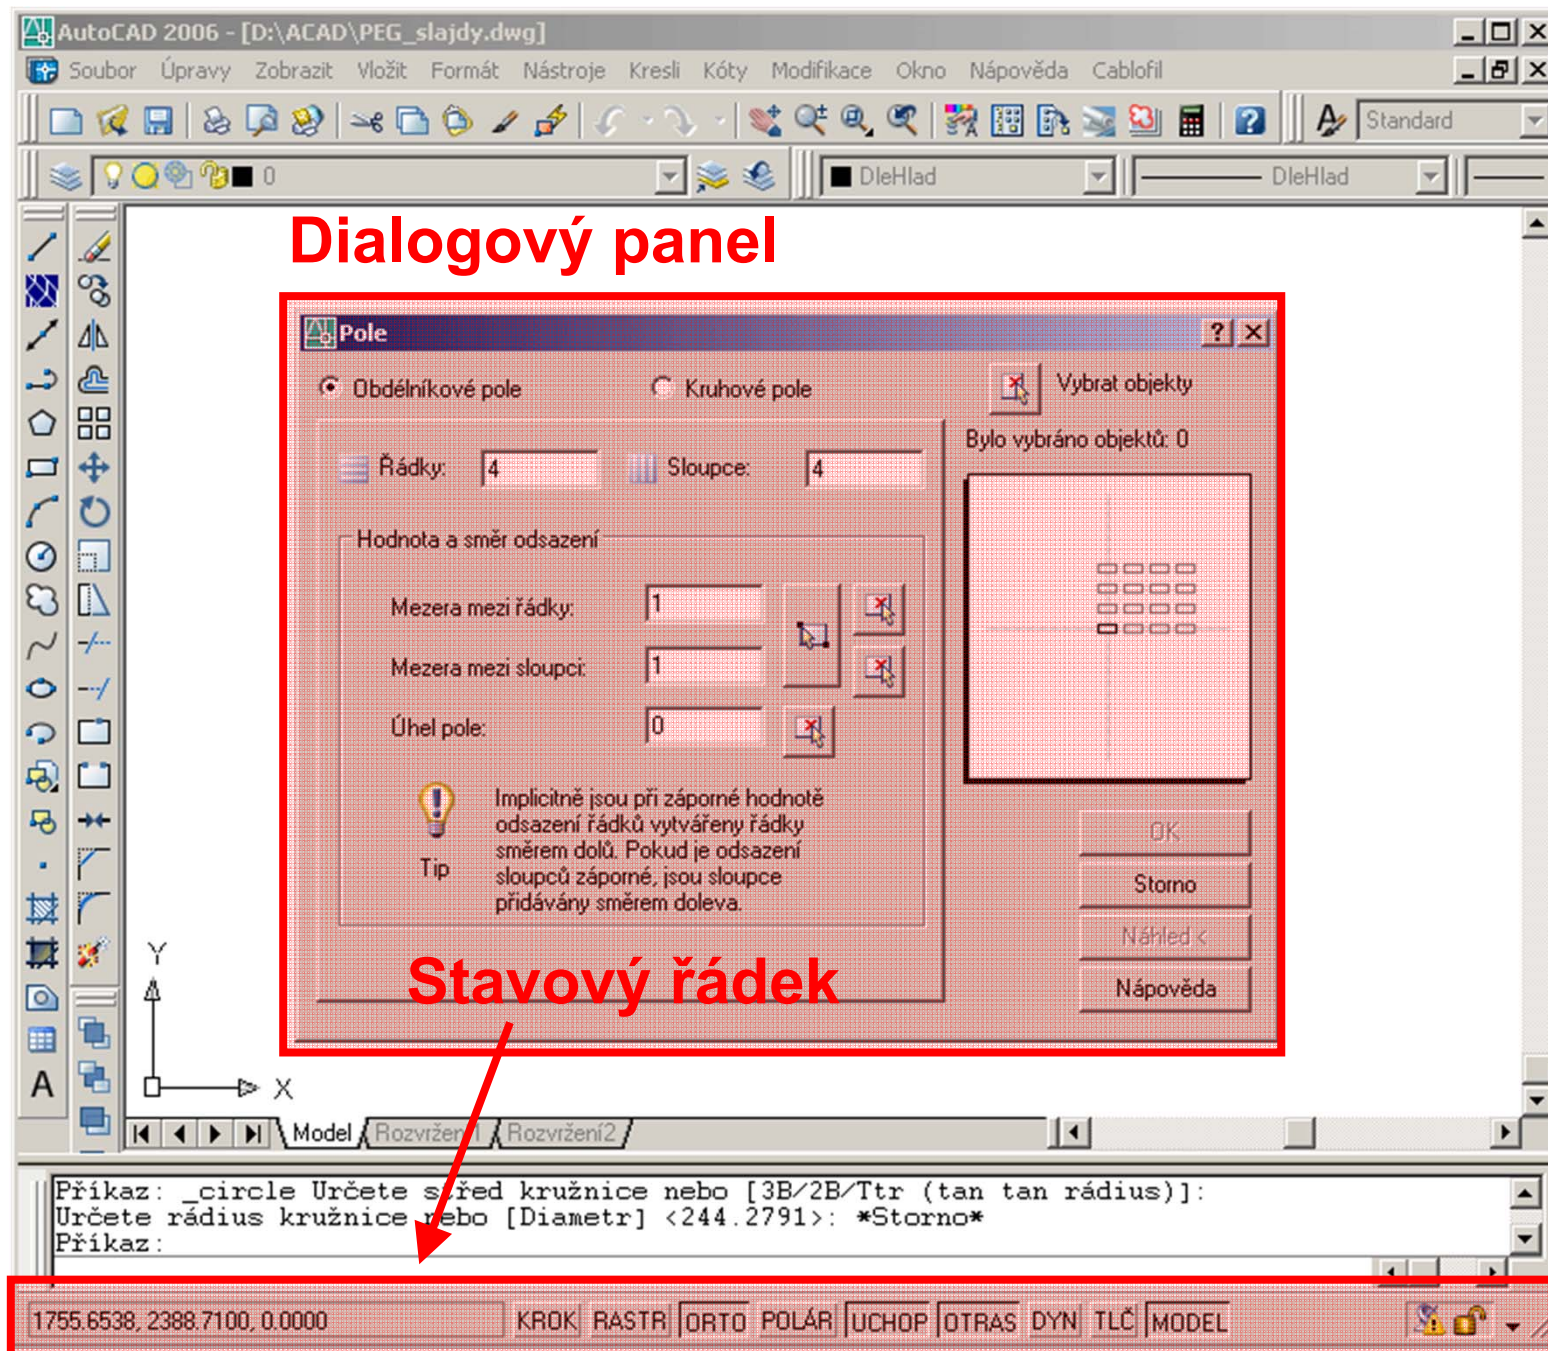 AutoCAD 2006 - [D:\ACAD\PEG_slajdy.dwg]
Soubor Úpravy Zobrazit Vložit Formát Nástroje Kresli Kóty Modifikace Okno Nápověda Cablofil
Standard
0 DleHlad DleHlad
Dialogový panel
Pole
Obdélníkové pole Kruhové pole Vybrat objekty
Bylo vybráno objektů: 0
Řádky: 4 Sloupce: 4
Hodnota a směr odsazení
Mezera mezi řádky: 1
Mezera mezi sloupci: 1
Úhel pole: 0
Tip
Implicitně jsou při záporné hodnotě
odsazení řádků vytvářeny řádky
směrem dolů. Pokud je odsazení
sloupců záporné, jsou sloupce
přidávány směrem doleva.
OK
Storno
Náhled <
Nápověda
Stavový řádek
Y
X
A
Model Rozvržení1 Rozvržení2
Příkaz: _circle Určete střed kružnice nebo [3B/2B/Ttr (tan tan rádius)]:
Určete rádius kružnice nebo [Diametr] <244.2791>: *Storno*
Příkaz:
1755.6538, 2388.7100, 0.0000 KROK RASTR ORTO POLÁR UCHOP OTRAS DYN TLČ MODEL